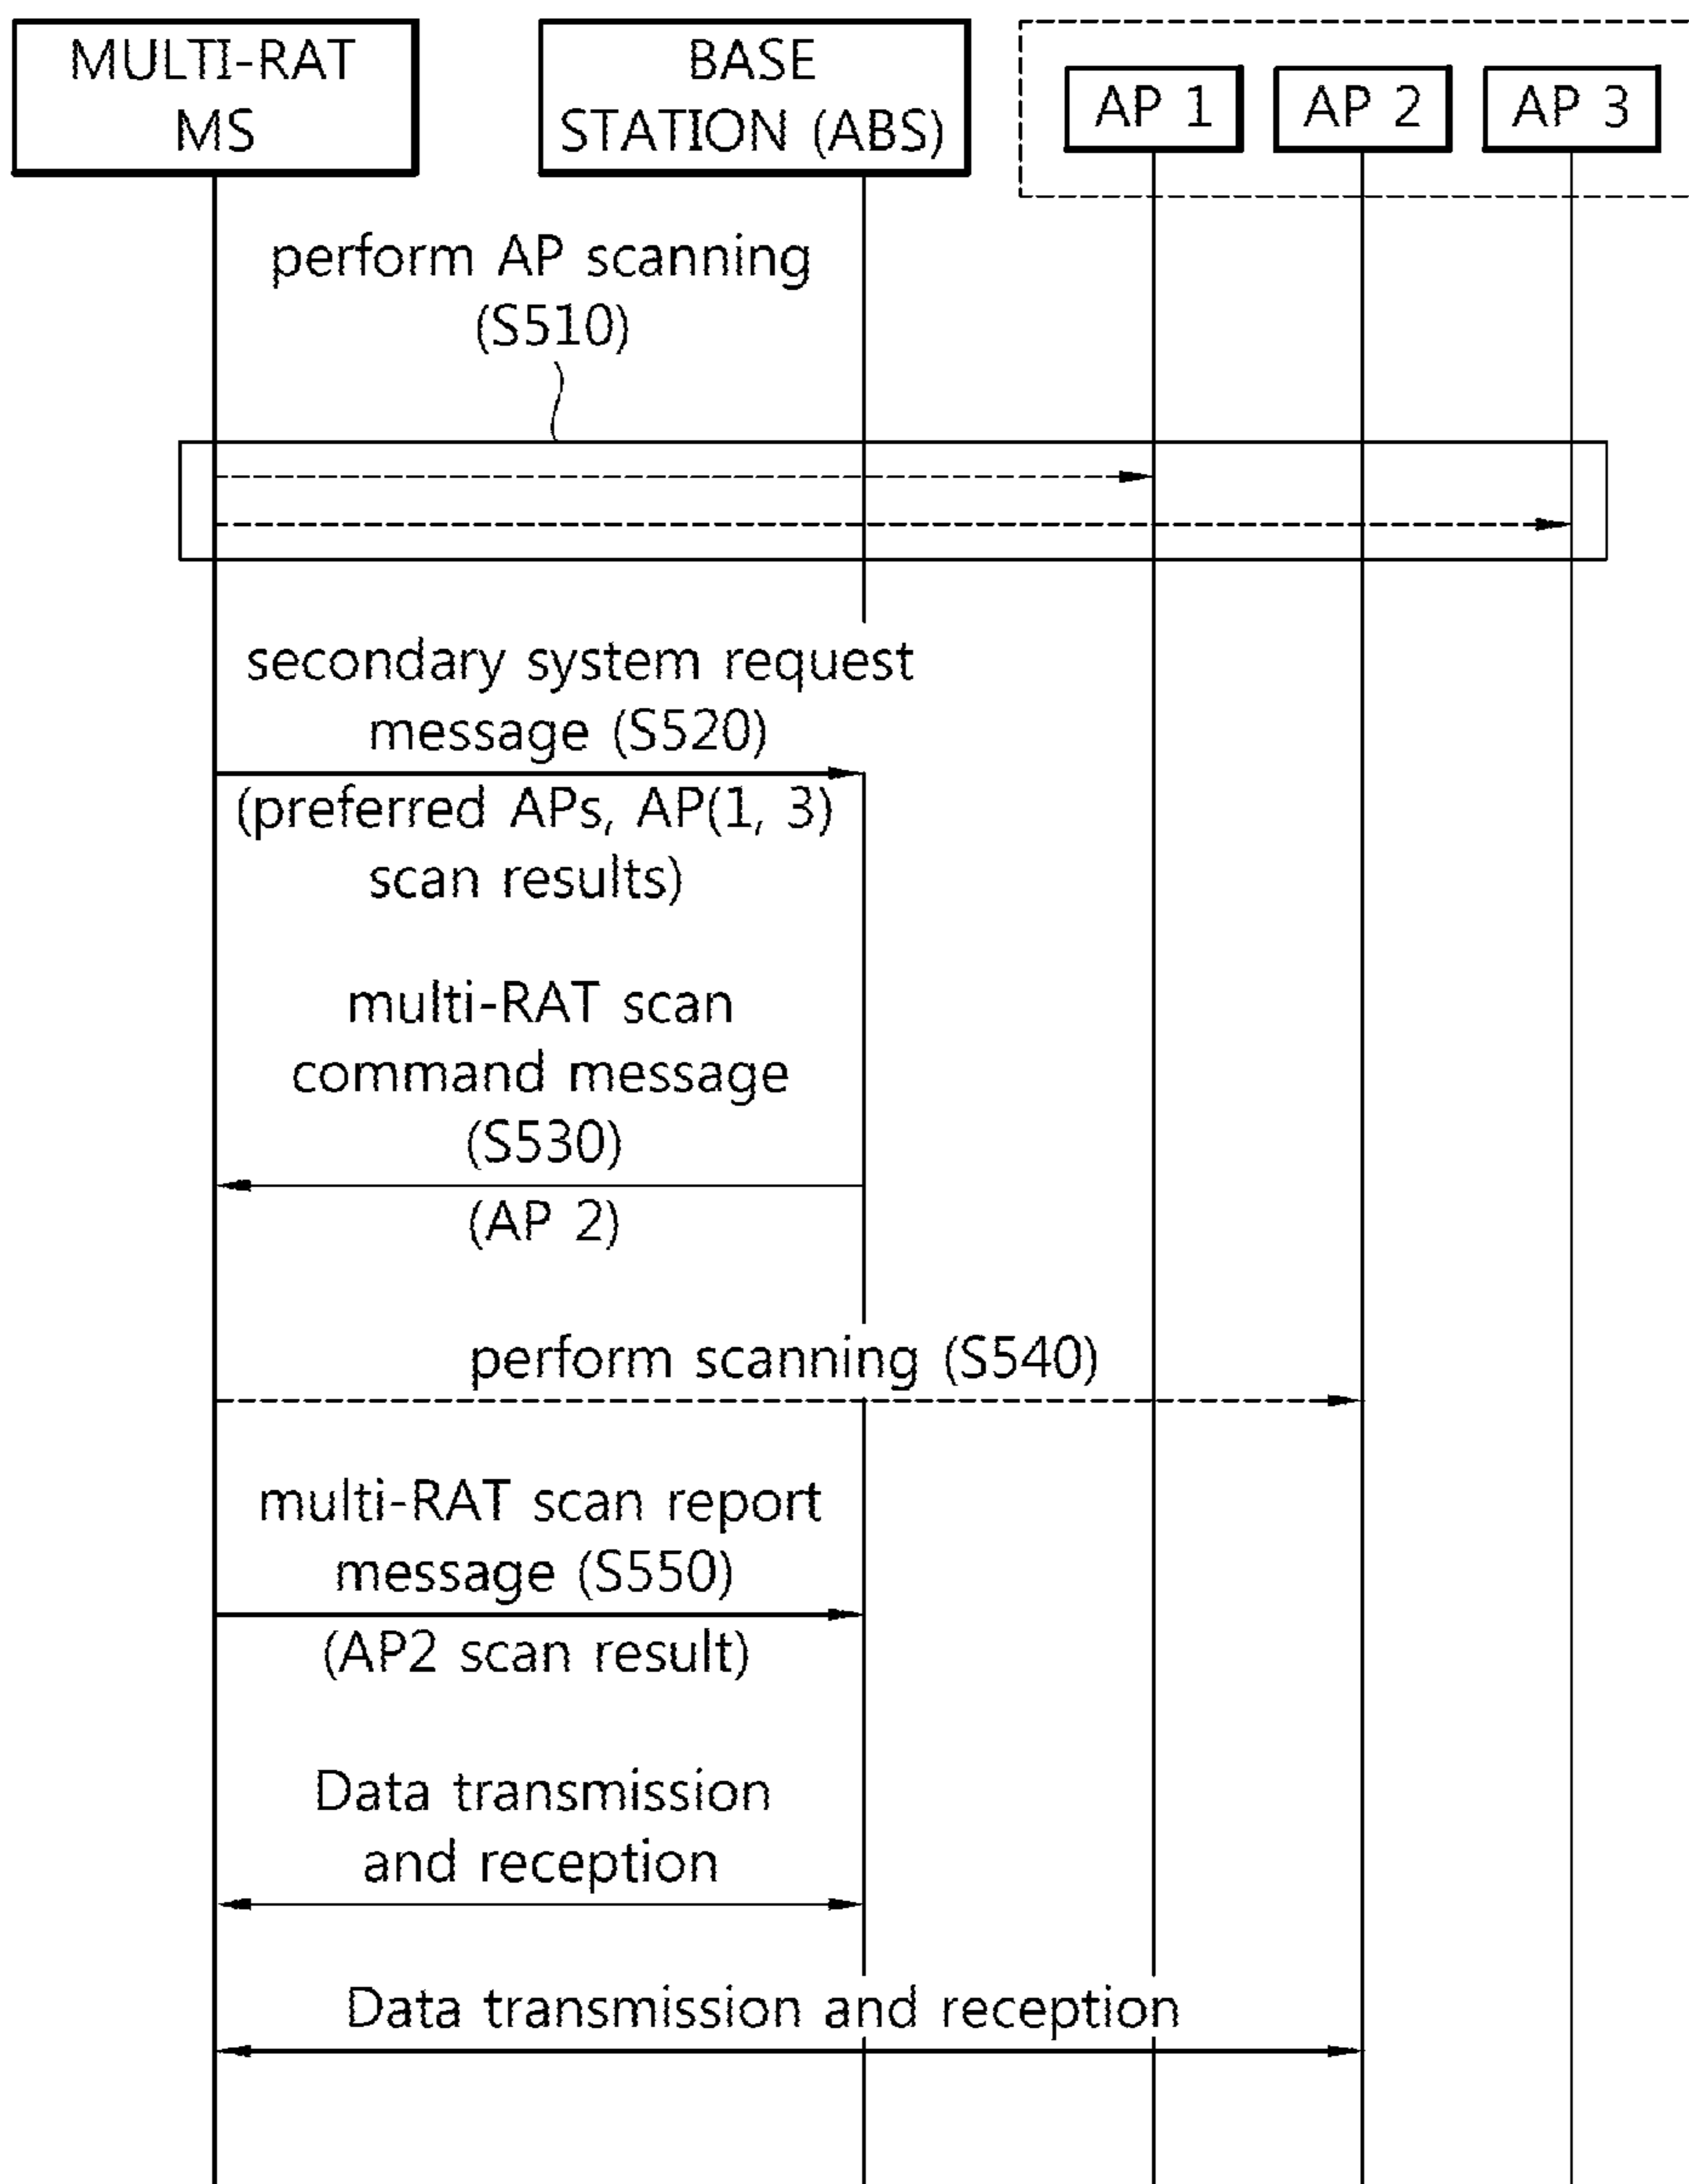 MULTI-RAT
MS
BASE
STATION (ABS)
AP 1
AP 2
AP 3
perform AP scanning
(S510)
secondary system request
message (S520)
(preferred APs, AP(1, 3)
scan results)
multi-RAT scan
command message
(S530)
(AP 2)
perform scanning (S540)
multi-RAT scan report
message (S550)
(AP2 scan result)
Data transmission
and reception
Data transmission and reception